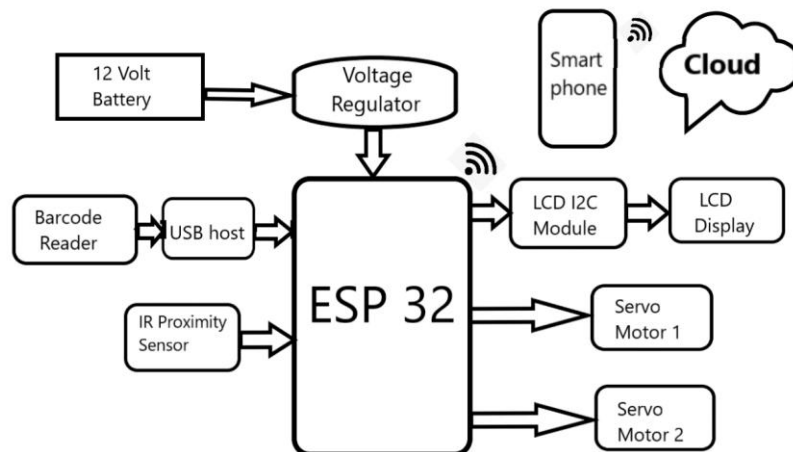 12 Volt
Battery
Voltage
Regulator
Smart
phone
Cloud
Barcode
Reader
USB host
ESP 32
LCD I2C
Module
LCD
Display
IR Proximity
Sensor
Servo
Motor 1
Servo
Motor 2